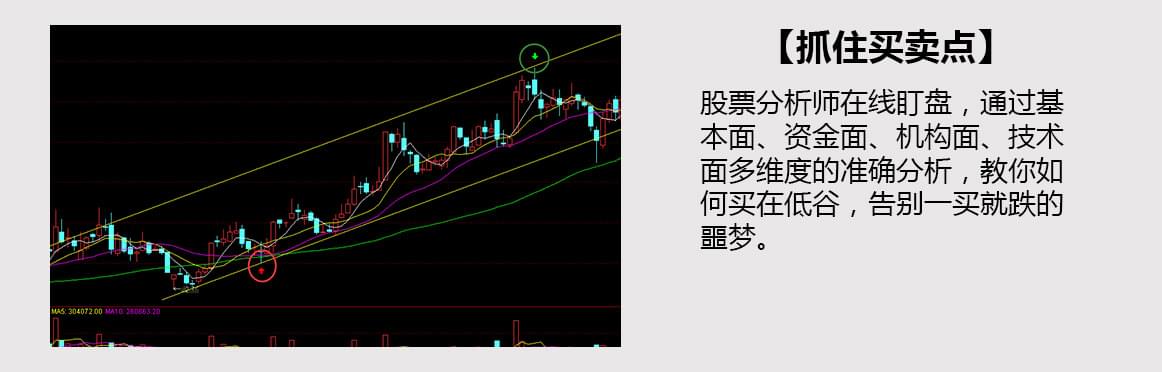 【抓住买卖点】
股票分析师在线盯盘，通过基
本面、资金面、机构面、技术
面多维度的准确分析，教你如
何买在低谷，告别一买就跌的
噩梦。
MA5: 304072.00 MA10: 260663.20